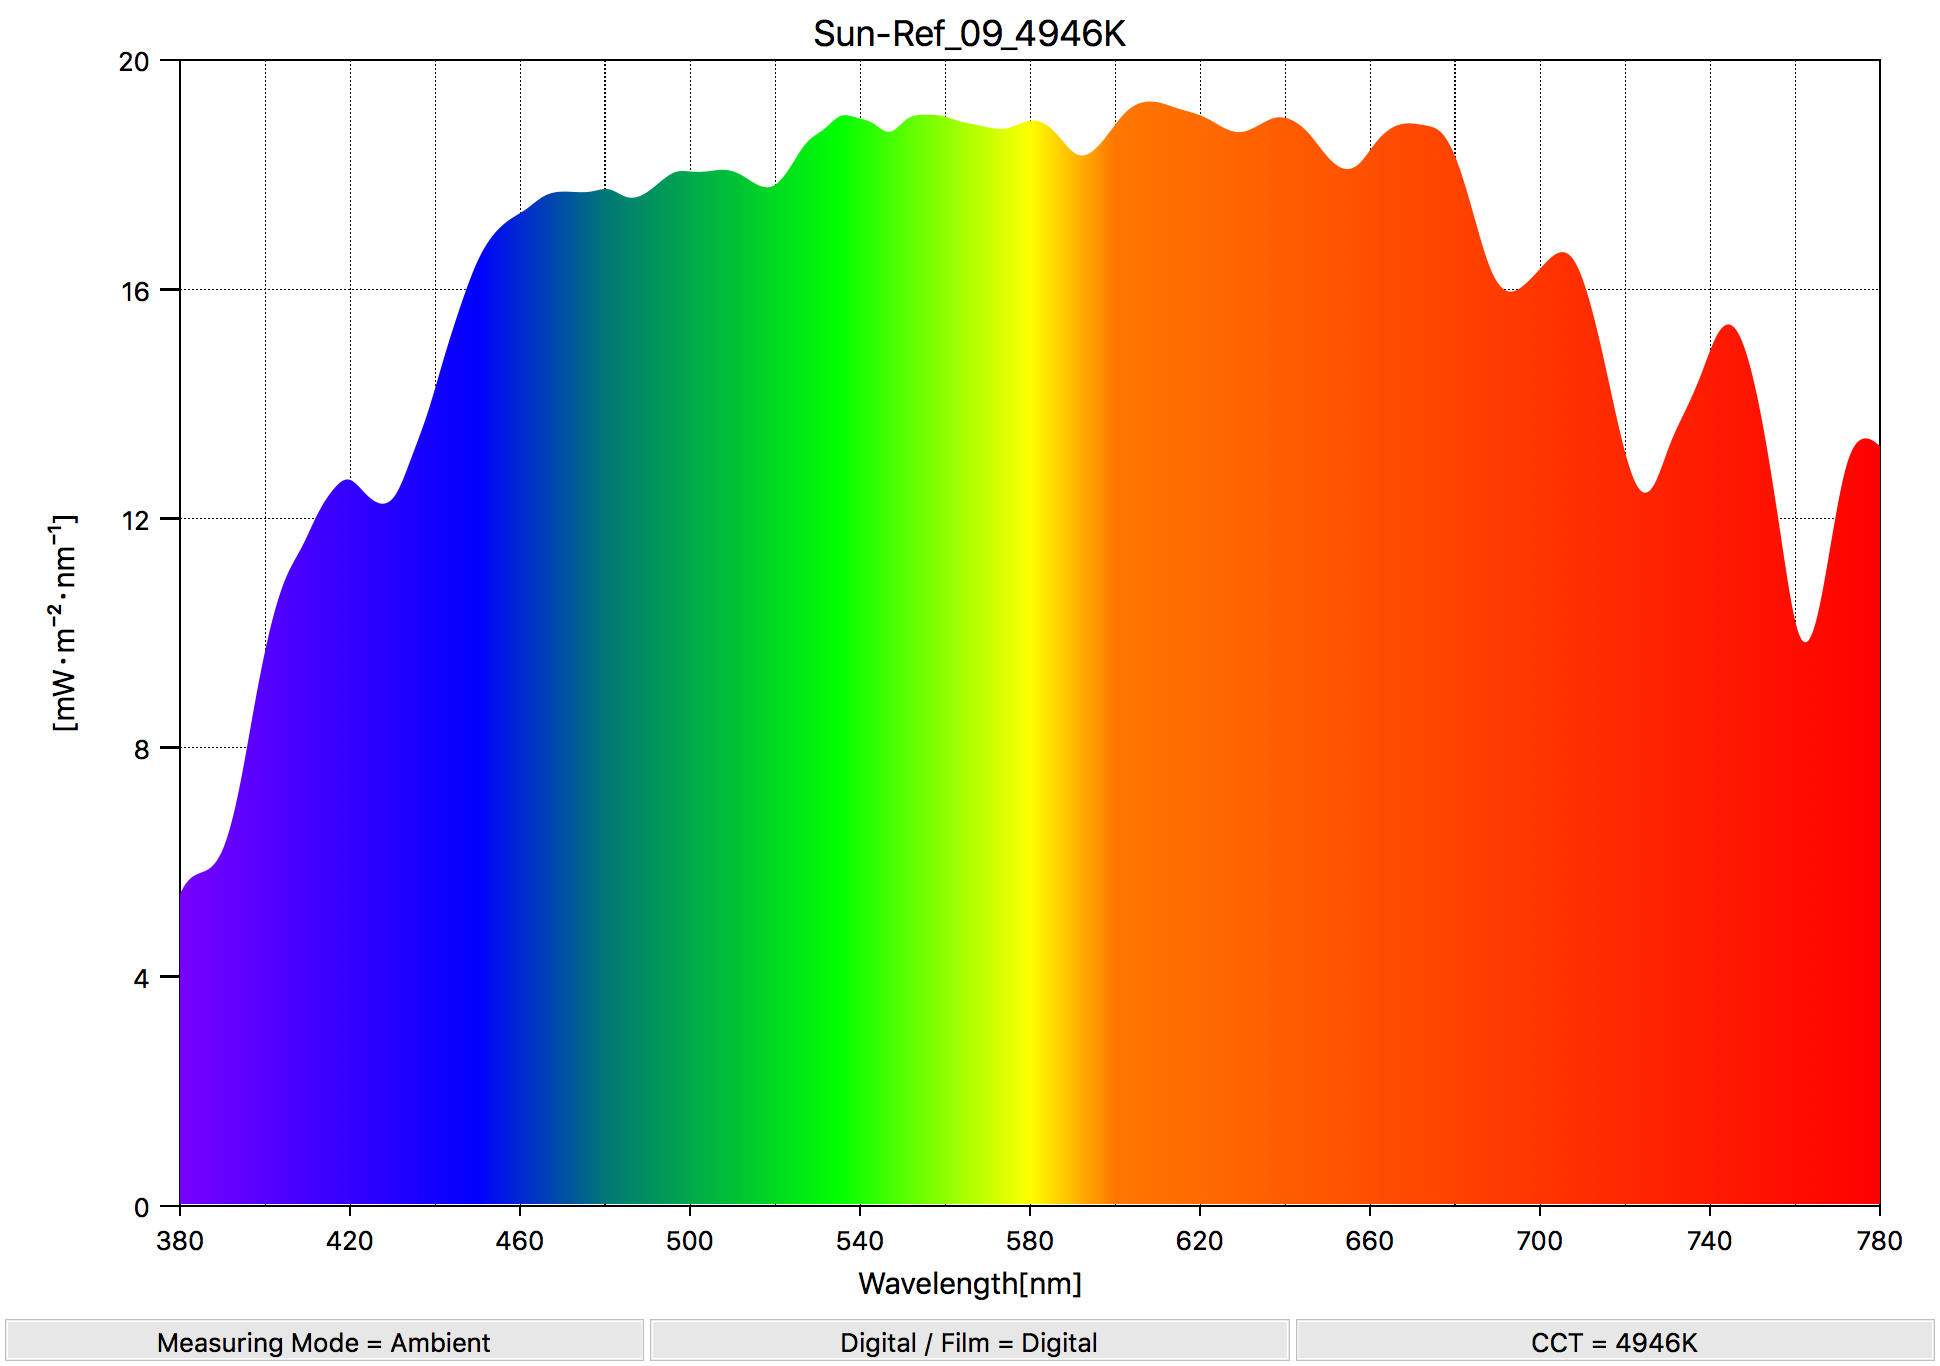 Sun-Ref_09_4946K
20
16
12
8
4
0
[mW·m⁻²·nm⁻¹]
380 420 460 500 540 580 620 660 700 740 780
Wavelength[nm]
Measuring Mode = Ambient
Digital / Film = Digital
CCT = 4946K